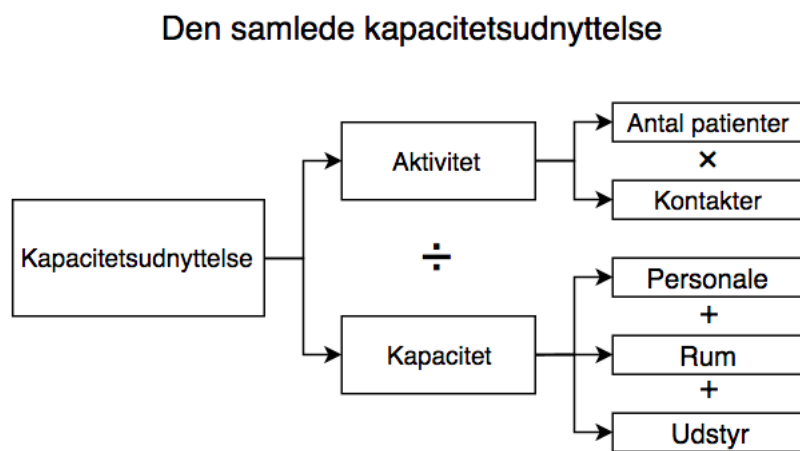 Den samlede kapacitetsudnyttelse
Antal patienter
×
Aktivitet
Kontakter
Kapacitetsudnyttelse
÷
Personale
+
Kapacitet
Rum
+
Udstyr